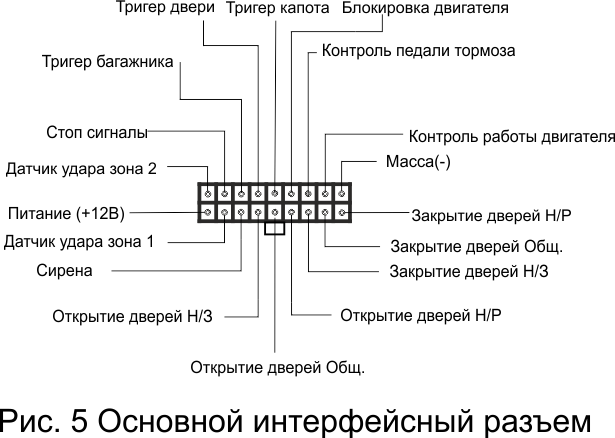 Тригер двери Тригер капота Блокировка двигателя
Контроль педали тормоза
Тригер багажника
Стоп сигналы
Контроль работы двигателя
Датчик удара зона 2
Масса(-)
Питание (+12В)
Закрытие дверей Н/Р
Датчик удара зона 1
Закрытие дверей Общ.
Сирена
Закрытие дверей Н/З
Открытие дверей Н/З
Открытие дверей Н/Р
Открытие дверей Общ.
Рис. 5 Основной интерфейсный разъем